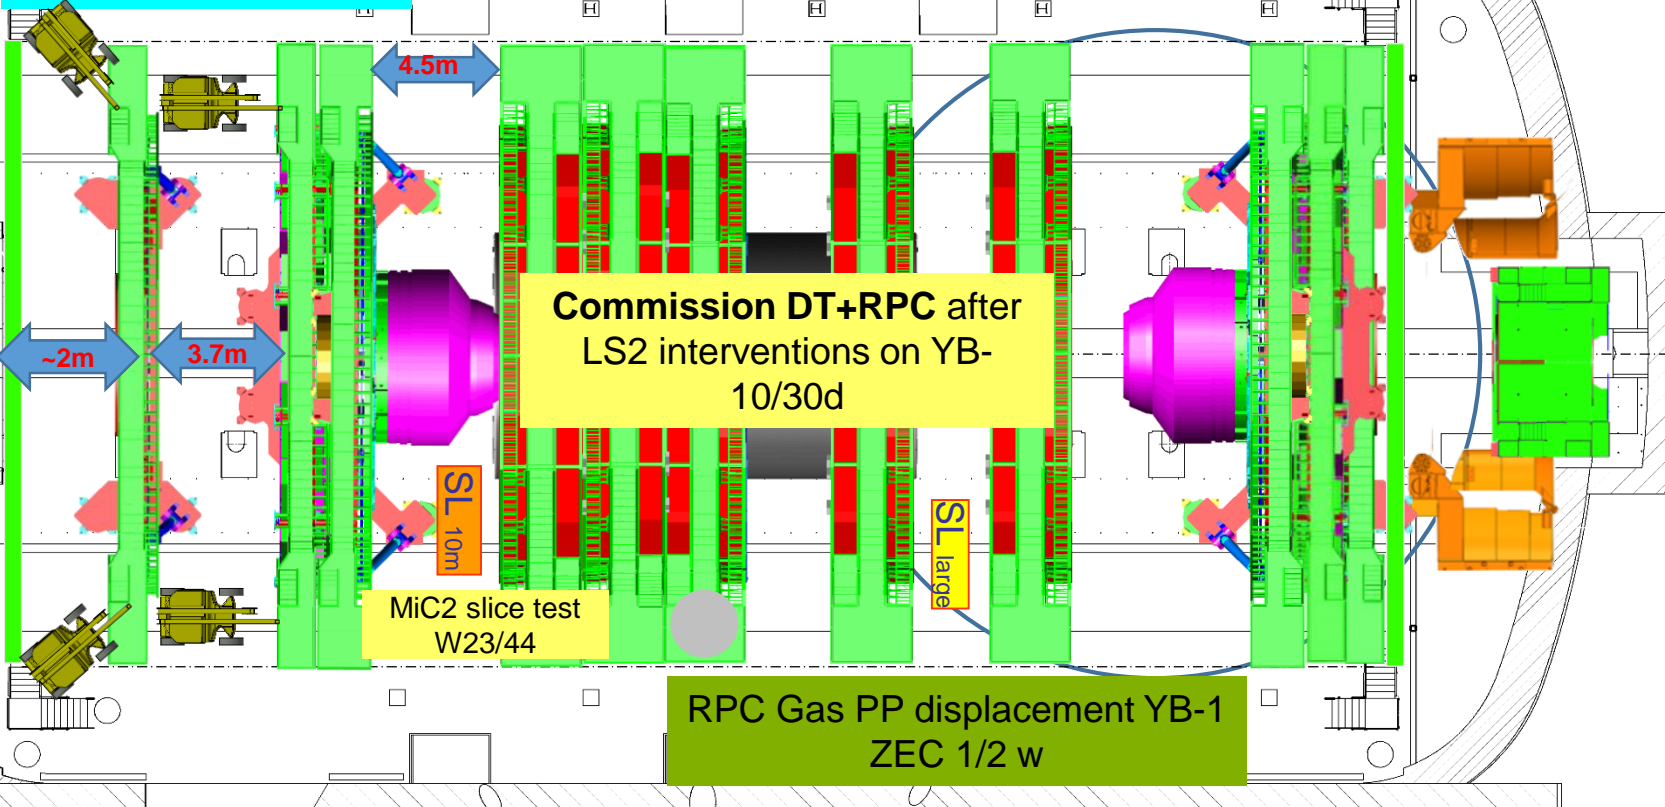 4.5m
~2m
3.7m
Commission DT+RPC after
LS2 interventions on YB-
10/30d
SL 10m
SL large
MiC2 slice test
W23/44
RPC Gas PP displacement YB-1
ZEC 1/2 w